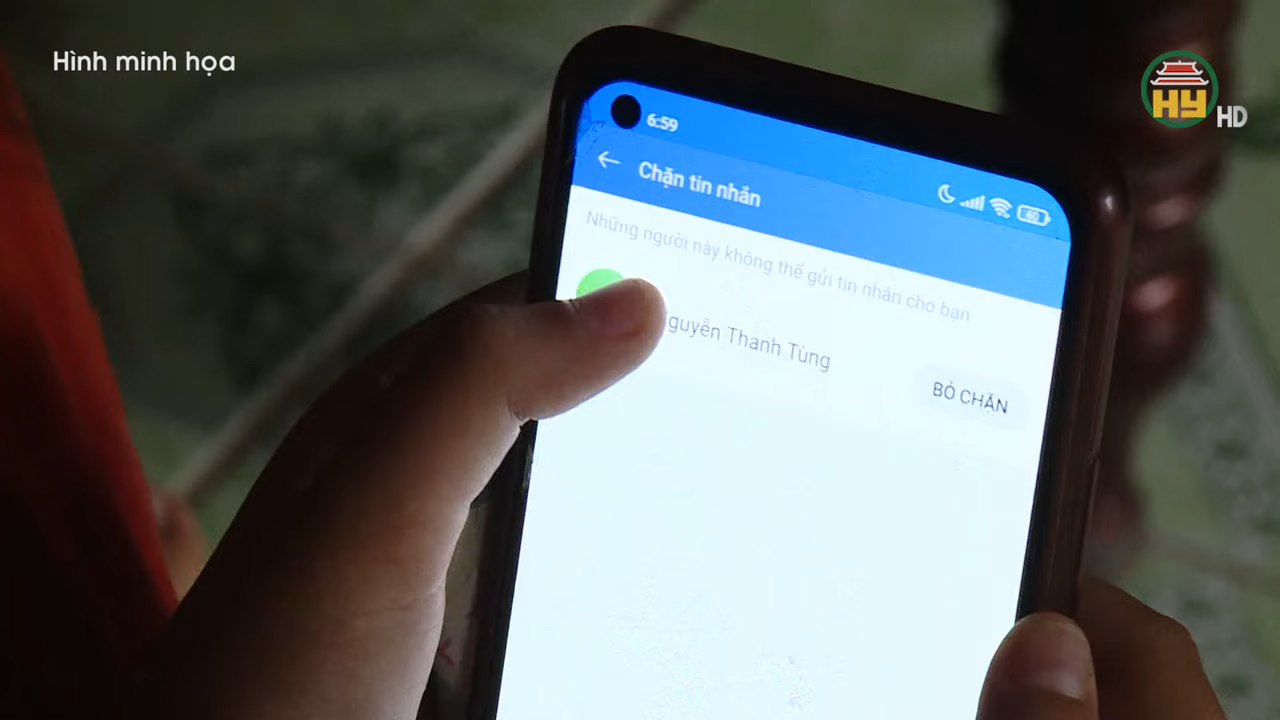 Hình minh họa
HY HD
6:59
60
Chặn tin nhắn
Những người này không thể gửi tin nhắn cho bạn
guyễn Thanh Tùng
BỎ CHẶN